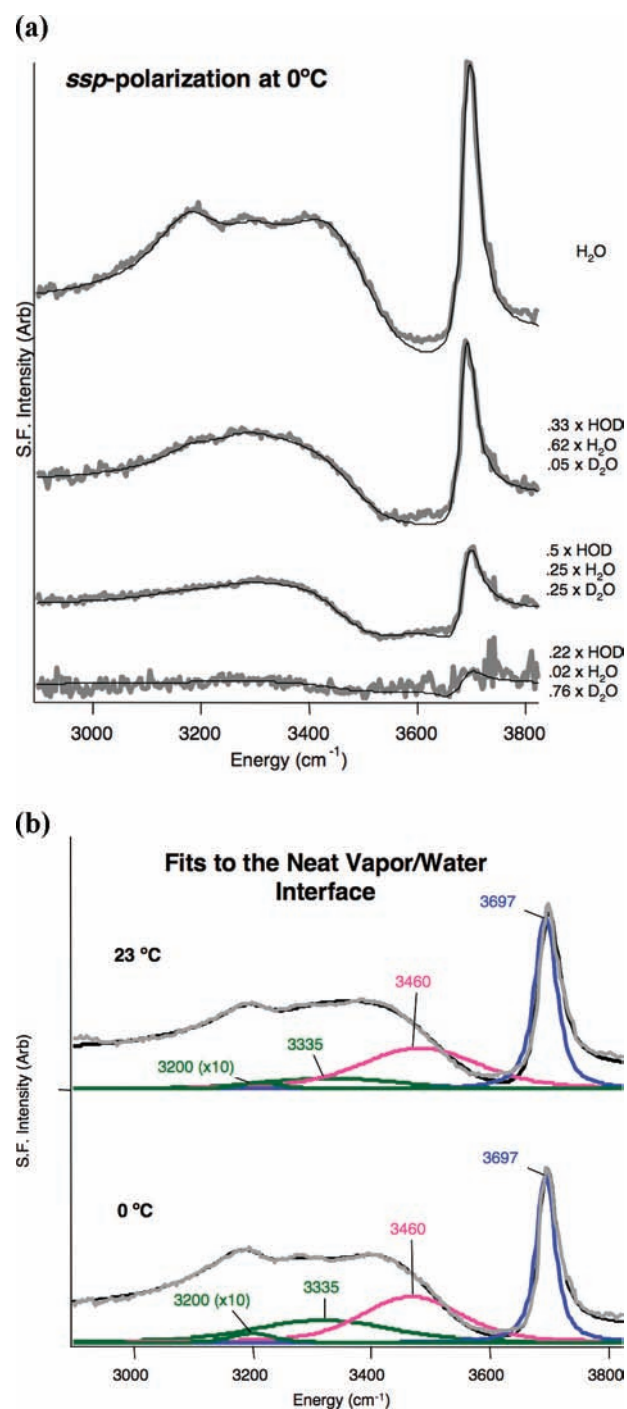 (a)
ssp-polarization at 0°C
S.F. Intensity (Arb)
H₂O
.33 x HOD
.62 x H₂O
.05 x D₂O
.5 x HOD
.25 x H₂O
.25 x D₂O
.22 x HOD
.02 x H₂O
.76 x D₂O
3000 3200 3400 3600 3800
Energy (cm⁻¹)
(b)
Fits to the Neat Vapor/Water
Interface
3697
23 °C
3460
3335
3200 (x10)
S.F. Intensity (Arb)
3697
0 °C
3460
3335
3200 (x10)
3000 3200 3400 3600 3800
Energy (cm⁻¹)